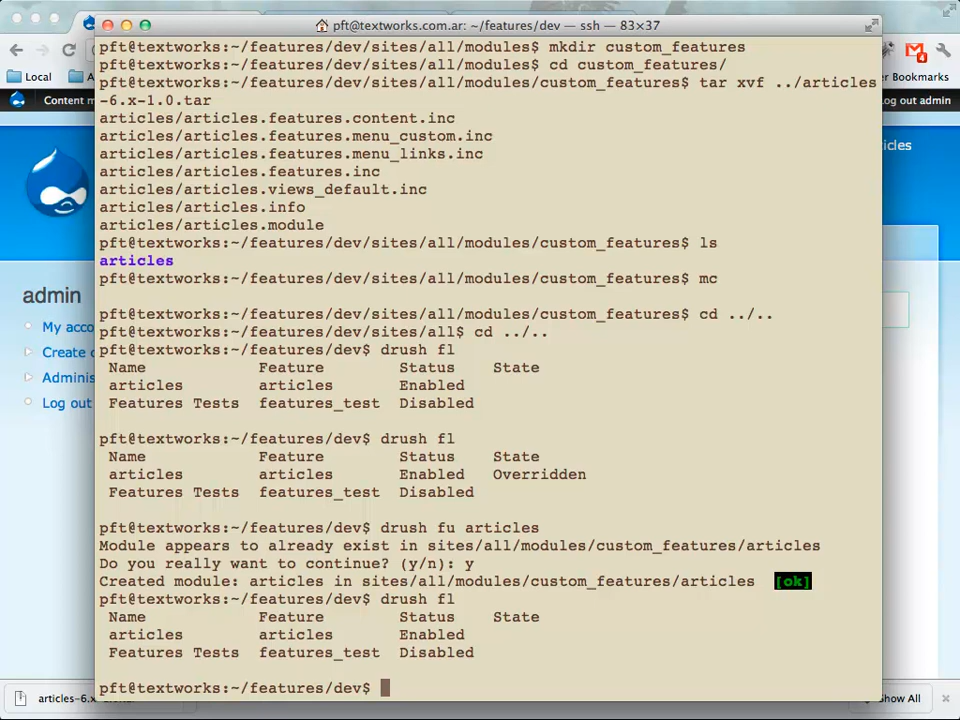 pft@textworks.com.ar: ~/features/dev — ssh — 83×37
pft@textworks:~/features/dev/sites/all/modules$ mkdir custom_features
pft@textworks:~/features/dev/sites/all/modules$ cd custom_features/
pft@textworks:~/features/dev/sites/all/modules/custom_features$ tar xvf ../articles
-6.x-1.0.tar
articles/articles.features.content.inc
articles/articles.features.menu_custom.inc
articles/articles.features.menu_links.inc
articles/articles.features.inc
articles/articles.views_default.inc
articles/articles.info
articles/articles.module
pft@textworks:~/features/dev/sites/all/modules/custom_features$ ls
articles
pft@textworks:~/features/dev/sites/all/modules/custom_features$ mc
pft@textworks:~/features/dev/sites/all/modules/custom_features$ cd ../..
pft@textworks:~/features/dev/sites/all$ cd ../..
pft@textworks:~/features/dev$ drush fl
Name Feature Status State
articles articles Enabled
Features Tests features_test Disabled
pft@textworks:~/features/dev$ drush fl
Name Feature Status State
articles articles Enabled Overridden
Features Tests features_test Disabled
pft@textworks:~/features/dev$ drush fu articles
Module appears to already exist in sites/all/modules/custom_features/articles
Do you really want to continue? (y/n): y
Created module: articles in sites/all/modules/custom_features/articles [ok]
pft@textworks:~/features/dev$ drush fl
Name Feature Status State
articles articles Enabled
Features Tests features_test Disabled
pft@textworks:~/features/dev$
Local
A
Bookmarks
4
Content m
Log out admin
icles
admin
My acco
Create c
Adminis
Log out
articles-6.x
Show All